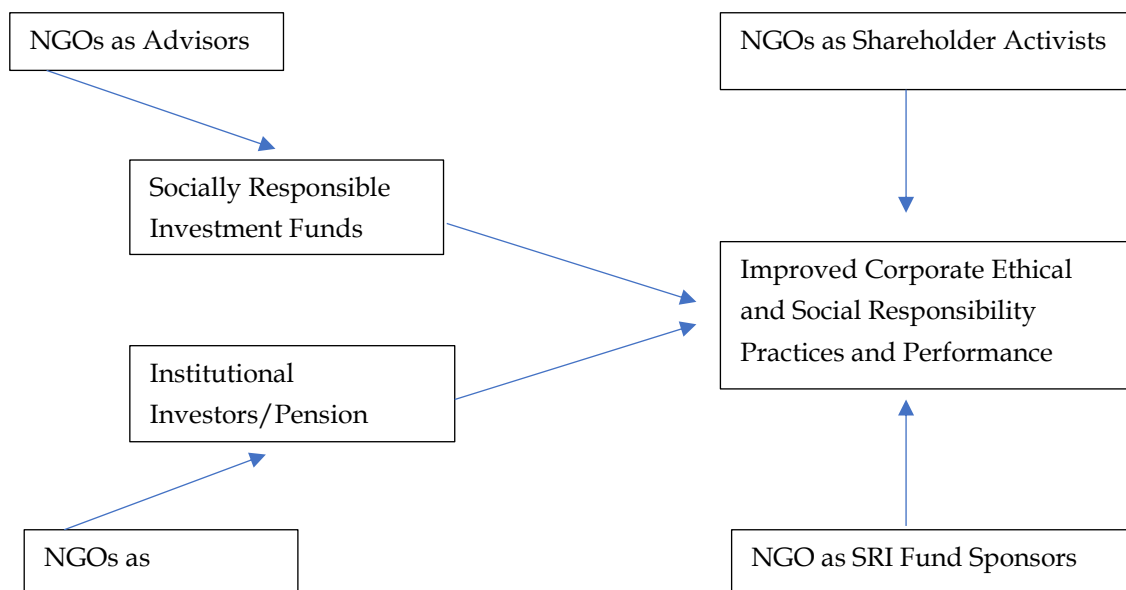 NGOs as Advisors
NGOs as Shareholder Activists
Socially Responsible
Investment Funds
Improved Corporate Ethical
and Social Responsibility
Practices and Performance
Institutional
Investors/Pension
NGOs as
NGO as SRI Fund Sponsors